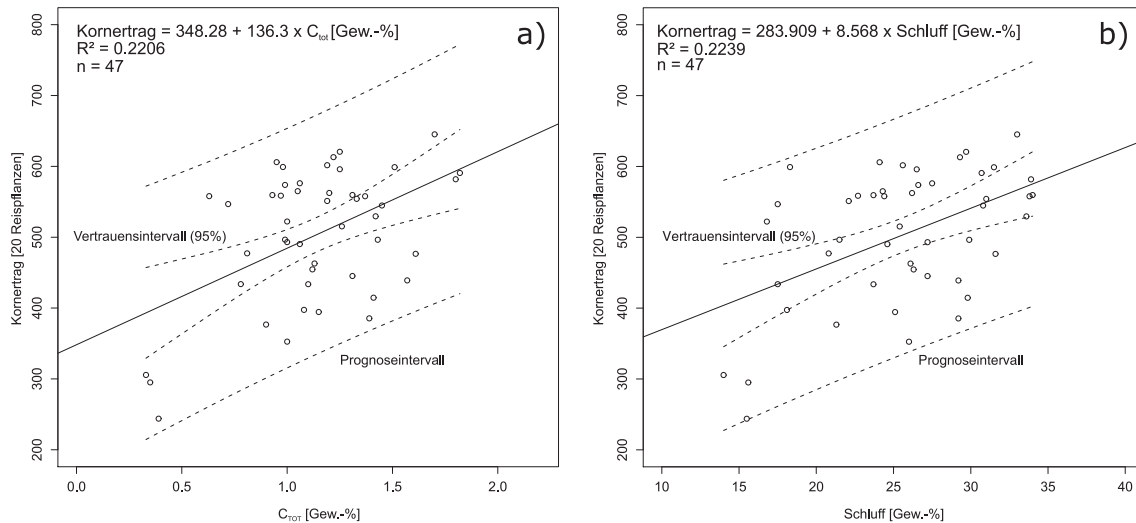 Kornertrag = 348.28 + 136.3 x Ctot [Gew.-%]
R² = 0.2206
n = 47
a)
Vertrauensintervall (95%)
Prognoseintervall
Kornertrag [20 Reispflanzen]
200 300 400 500 600 700 800
0.0 0.5 1.0 1.5 2.0
CTOT [Gew.-%]
Kornertrag = 283.909 + 8.568 x Schluff [Gew.-%]
R² = 0.2239
n = 47
b)
Vertrauensintervall (95%)
Prognoseintervall
Kornertrag [20 Reispflanzen]
200 300 400 500 600 700 800
10 15 20 25 30 35 40
Schluff [Gew.-%]